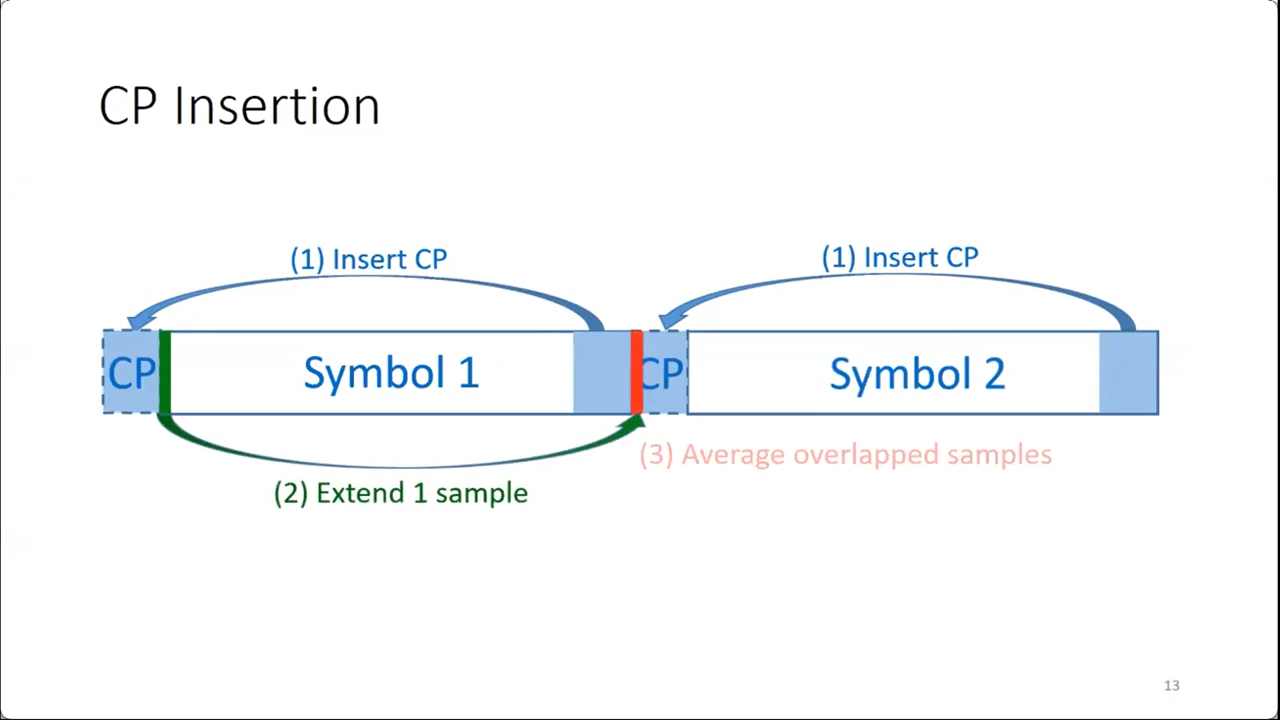 CP Insertion
(1) Insert CP
(1) Insert CP
CP
Symbol 1
CP
Symbol 2
(3) Average overlapped samples
(2) Extend 1 sample
13